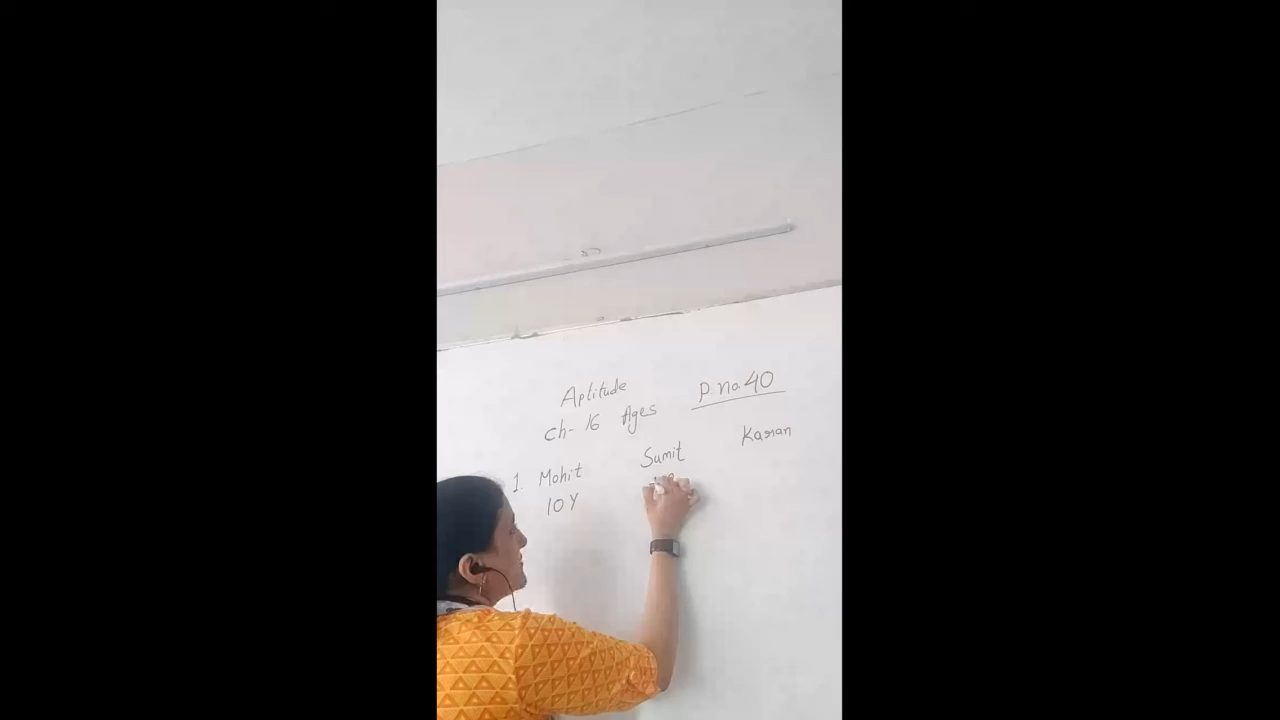 Aptitude
P. no. 40
Ch- 16 Ages
1. Mohit Sumit Karan
10 Y